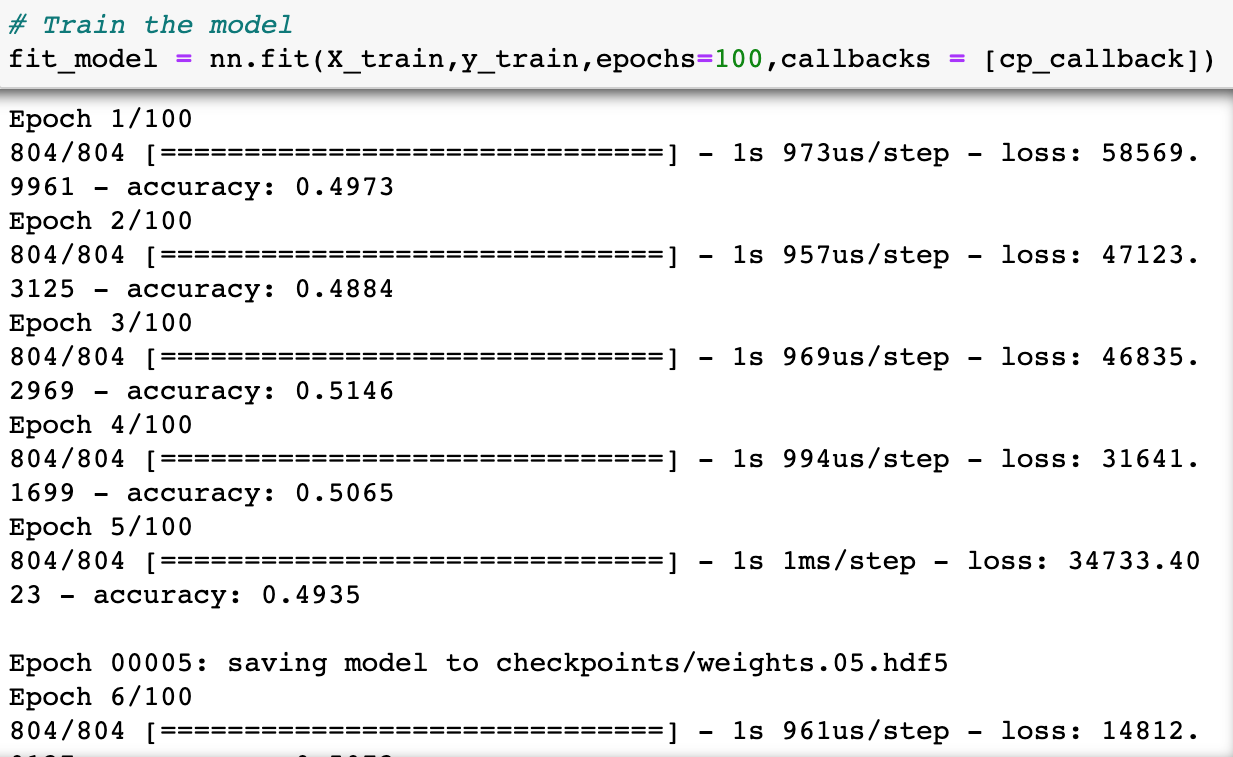 # Train the model
fit_model = nn.fit(X_train,y_train,epochs=100,callbacks = [cp_callback])
Epoch 1/100
804/804 [==============================] - 1s 973us/step - loss: 58569.
9961 - accuracy: 0.4973
Epoch 2/100
804/804 [==============================] - 1s 957us/step - loss: 47123.
3125 - accuracy: 0.4884
Epoch 3/100
804/804 [==============================] - 1s 969us/step - loss: 46835.
2969 - accuracy: 0.5146
Epoch 4/100
804/804 [==============================] - 1s 994us/step - loss: 31641.
1699 - accuracy: 0.5065
Epoch 5/100
804/804 [==============================] - 1s 1ms/step - loss: 34733.40
23 - accuracy: 0.4935
Epoch 00005: saving model to checkpoints/weights.05.hdf5
Epoch 6/100
804/804 [==============================] - 1s 961us/step - loss: 14812.